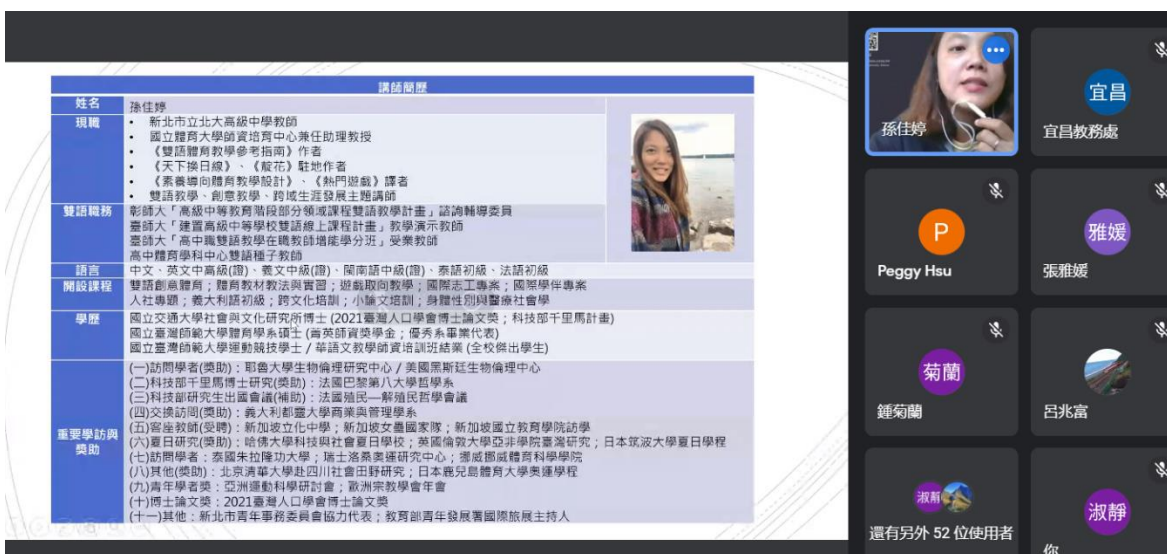 講師簡歷
姓名
孫佳婷
現職
• 新北市立北大高級中學教師
• 國立體育大學師資培育中心兼任助理教授
• 《雙語體育教學參考指南》作者
• 《天下換日線》、《綻花》駐地作者
• 《素養導向體育教學設計》、《熱門遊戲》譯者
• 雙語教學、創意教學、跨域生涯發展主題講師
雙語職務
彰師大「高級中等教育階段部分領域課程雙語教學計畫」諮詢輔導委員
臺師大「建置高級中等學校雙語線上課程計畫」教學演示教師
臺師大「高中職雙語教學在職教師增能學分班」受業教師
高中體育學科中心雙語種子教師
語言
中文、英文中高級(證)、義文中級(證)、閩南語中級(證)、泰語初級、法語初級
開設課程
雙語創意體育；體育教材教法與實習；遊戲取向教學；國際志工專案；國際學伴專案
人社專題；義大利語初級；跨文化培訓；小論文培訓；身體性別與醫療社會學
學歷
國立交通大學社會與文化研究所博士 (2021臺灣人口學會博士論文獎；科技部千里馬計畫)
國立臺灣師範大學體育學系碩士 (菁英師資獎學金；優秀系畢業代表)
國立臺灣師範大學運動競技學士 / 華語文教學師資培訓班結業 (全校傑出學生)
重要學訪與獎助
(一)訪問學者(獎助)：耶魯大學生物倫理研究中心 / 美國黑斯廷生物倫理中心
(二)科技部千里馬博士研究(獎助)：法國巴黎第八大學哲學系
(三)科技部研究生出國會議(補助)：法國殖民—解殖民哲學會議
(四)交換訪問(獎助)：義大利都靈大學商業與管理學系
(五)客座教師(受聘)：新加坡立化中學；新加坡女壘國家隊；新加坡國立教育學院訪學
(六)夏日研究(獎助)：哈佛大學科技與社會夏日學校；英國倫敦大學亞非學院臺灣研究；日本筑波大學夏日學程
(七)訪問學者：泰國朱拉隆功大學；瑞士洛桑奧運研究中心；挪威挪威體育科學學院
(八)其他(獎助)：北京清華大學赴四川社會田野研究；日本鹿兒島體育大學奧運學程
(九)青年學者獎：亞洲運動科學研討會；歐洲宗教學會年會
(十)博士論文獎：2021臺灣人口學會博士論文獎
(十一)其他：新北市青年事務委員會協力代表；教育部青年發展署國際旅展主持人
孫佳婷
宜昌
宜昌教務處
P
Peggy Hsu
雅媛
張雅媛
菊蘭
鍾菊蘭
呂兆富
淑靜
還有另外 52 位使用者
淑靜
你